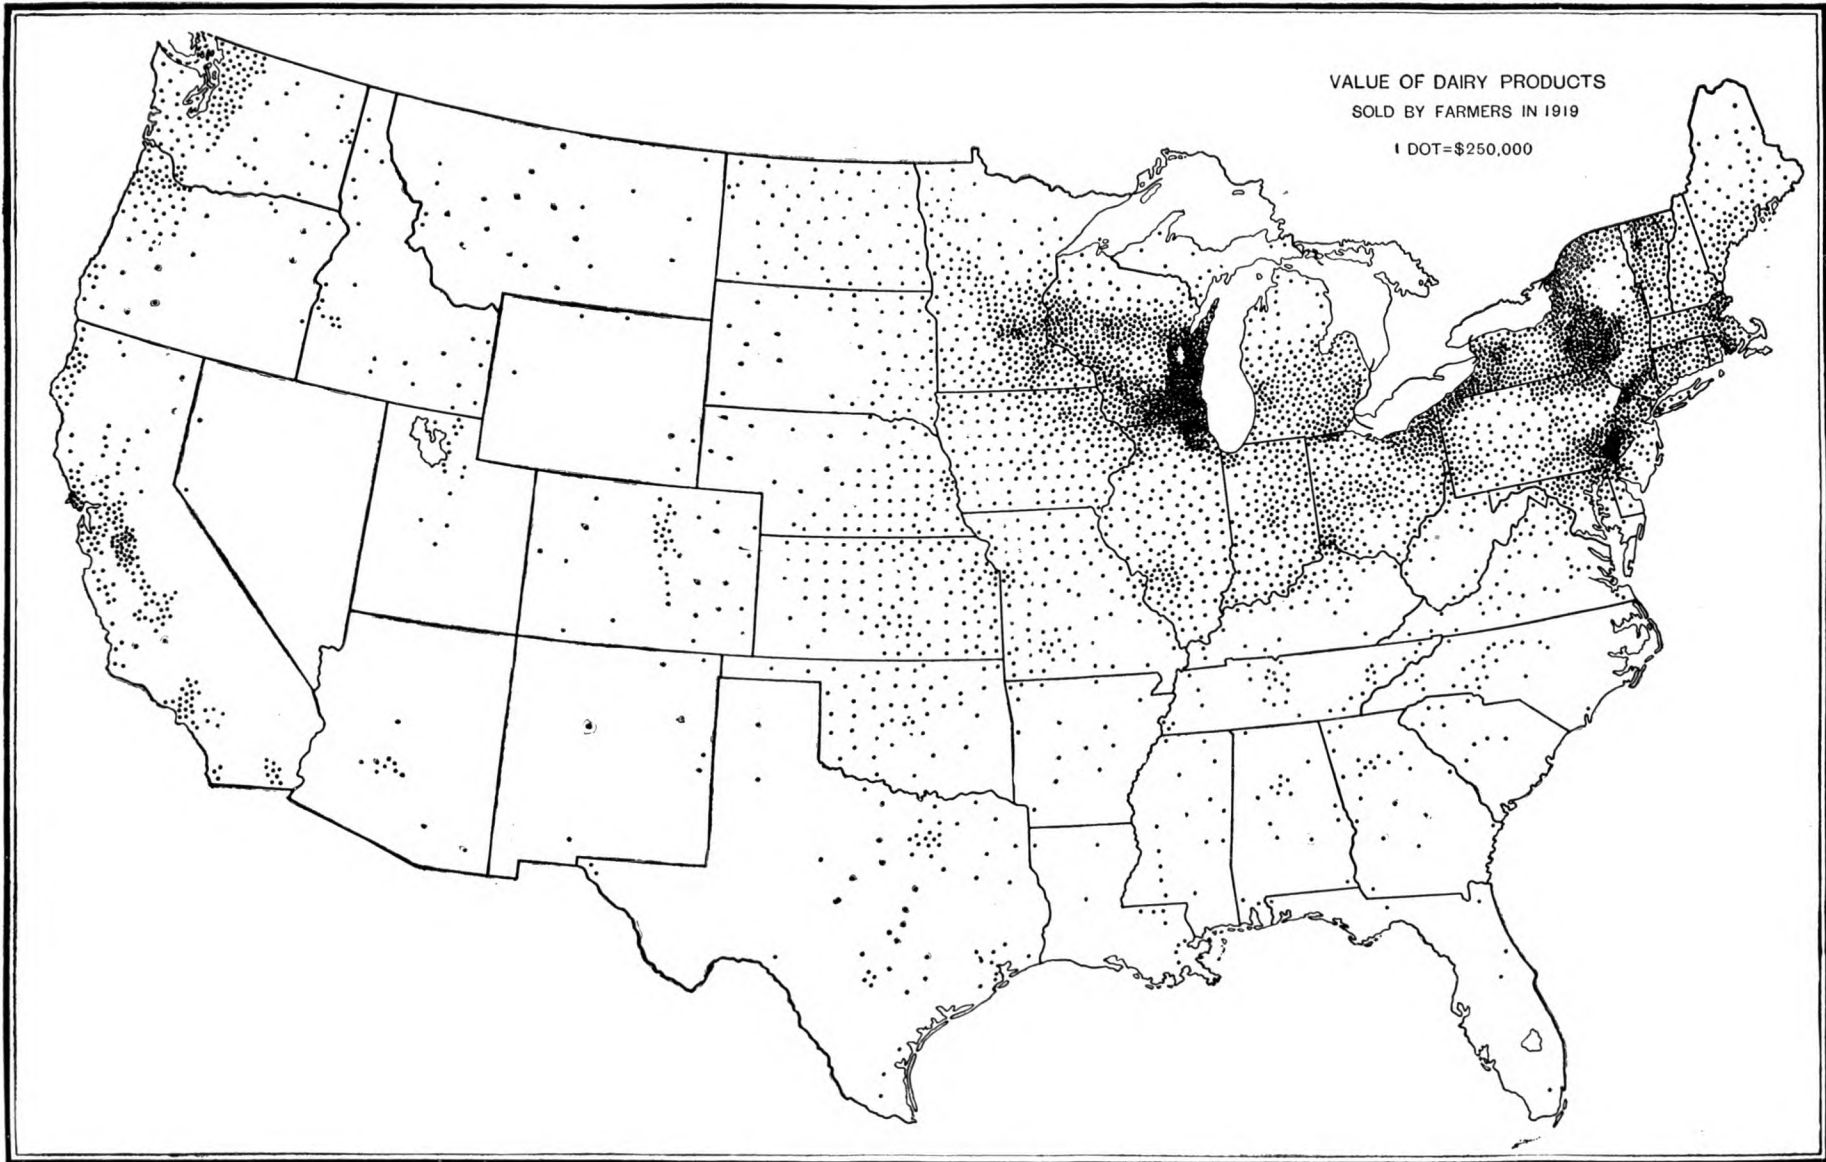 VALUE OF DAIRY PRODUCTS
SOLD BY FARMERS IN 1919
1 DOT=$250,000